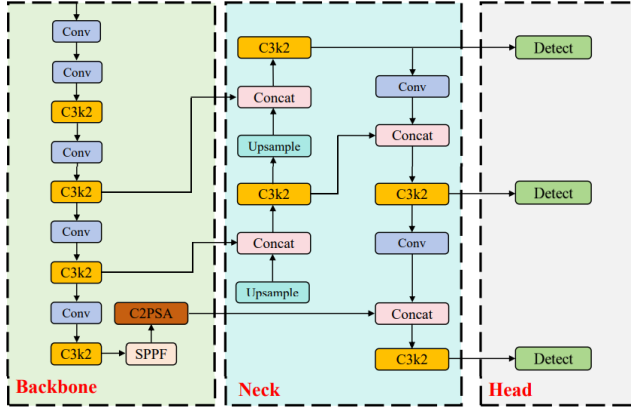 Conv
Conv
C3k2
Conv
C3k2
Conv
C3k2
Conv
C3k2
SPPF
C2PSA
Backbone
C3k2
Concat
Upsample
C3k2
Concat
Upsample
Conv
Concat
C3k2
Conv
Concat
C3k2
Neck
Detect
Detect
Detect
Head